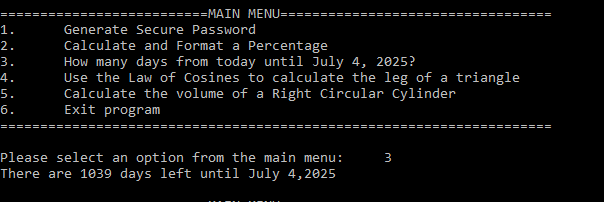 ==========================MAIN MENU==================================
1. Generate Secure Password
2. Calculate and Format a Percentage
3. How many days from today until July 4, 2025?
4. Use the Law of Cosines to calculate the leg of a triangle
5. Calculate the volume of a Right Circular Cylinder
6. Exit program
=====================================================================
Please select an option from the main menu: 3
There are 1039 days left until July 4,2025